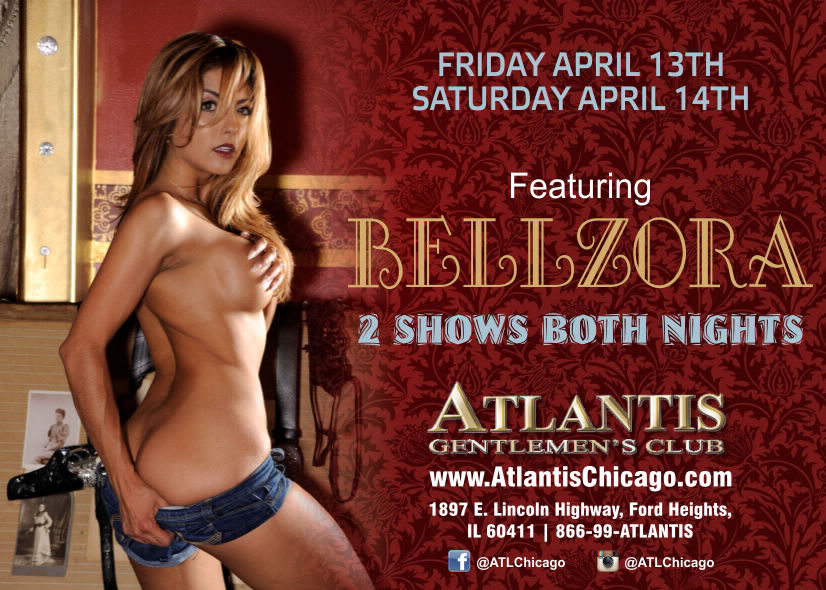 FRIDAY APRIL 13TH
SATURDAY APRIL 14TH
Featuring
BELLZORA
2 SHOWS BOTH NIGHTS
ATLANTIS
GENTLEMEN'S CLUB
www.AtlantisChicago.com
1897 E. Lincoln Highway, Ford Heights,
IL 60411 | 866-99-ATLANTIS
@ATLChicago @ATLChicago